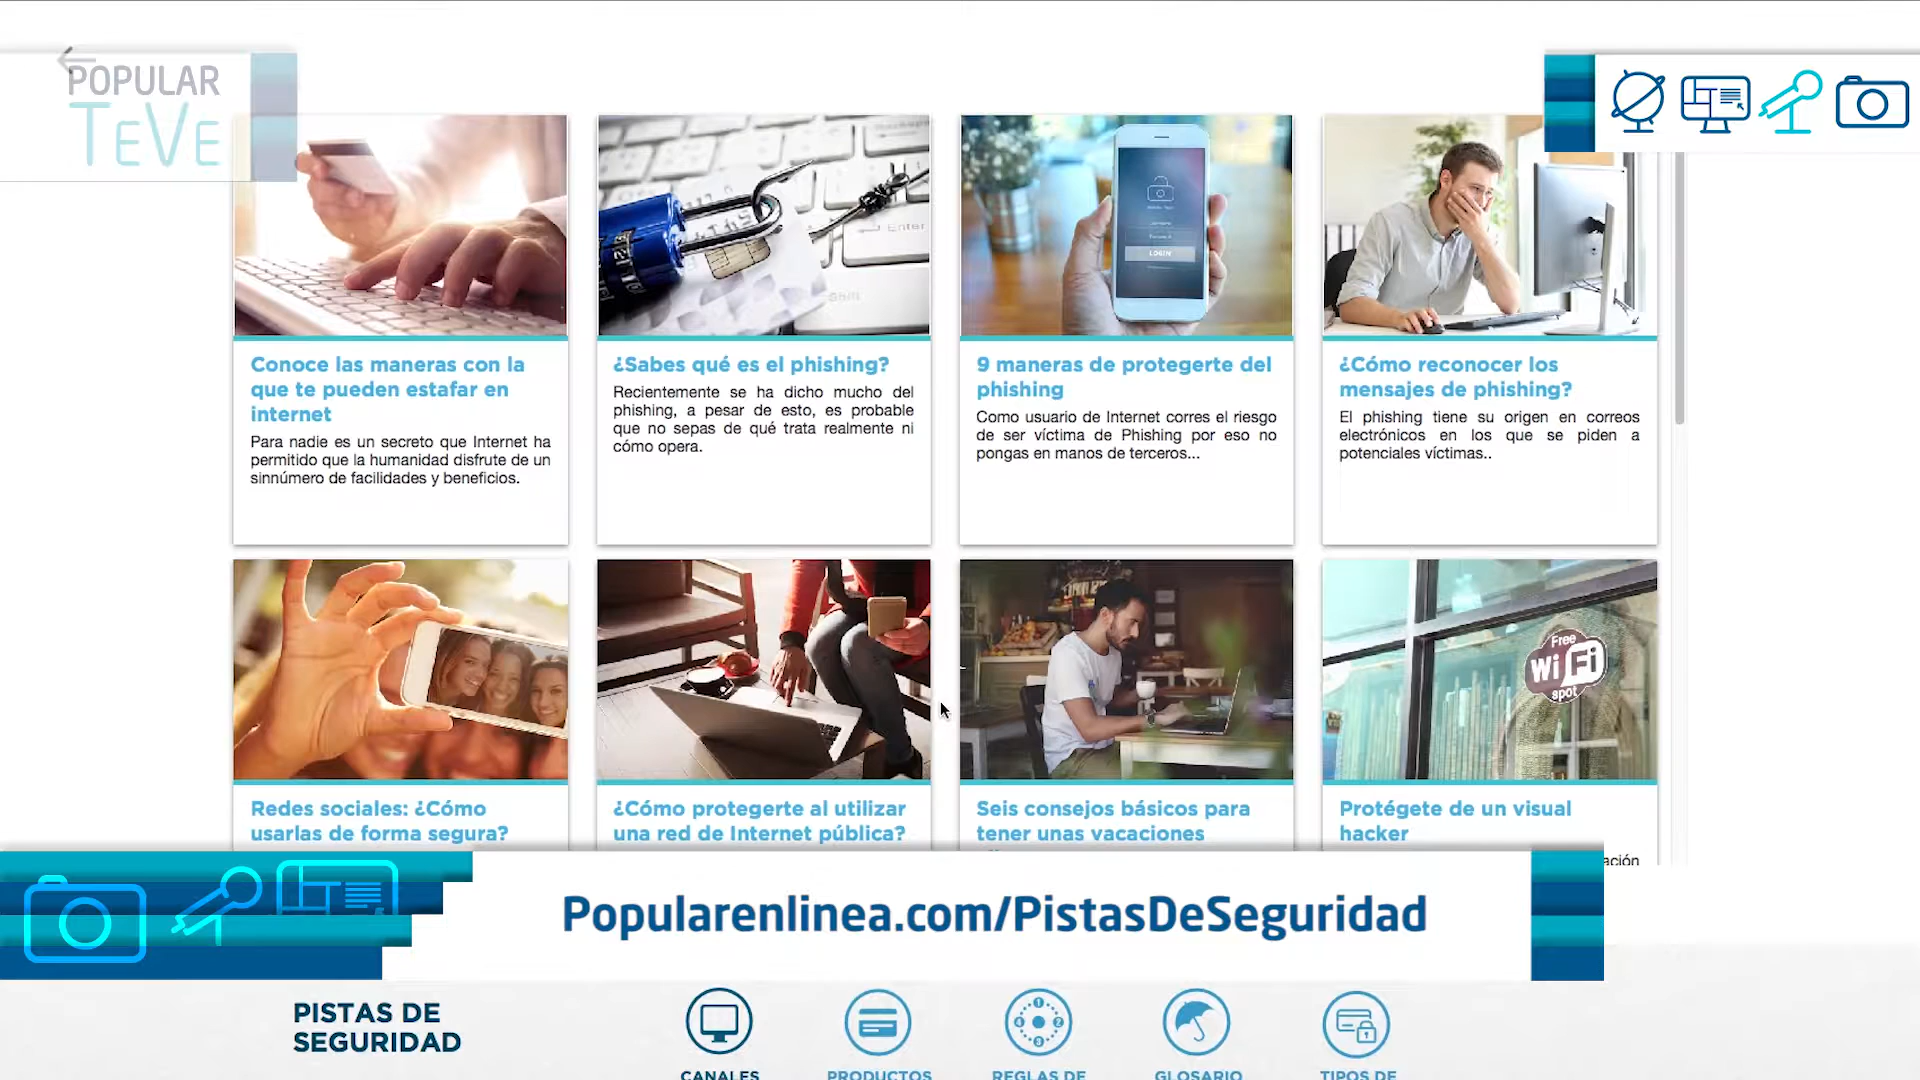 POPULAR
TEVE
Conoce las maneras con la
que te pueden estafar en
internet
Para nadie es un secreto que Internet ha
permitido que la humanidad disfrute de un
sinnúmero de facilidades y beneficios.
Enter
Shift
¿Sabes qué es el phishing?
Recientemente se ha dicho mucho del
phishing, a pesar de esto, es probable
que no sepas de qué trata realmente ni
cómo opera.
LOGIN
9 maneras de protegerte del
phishing
Como usuario de Internet corres el riesgo
de ser víctima de Phishing por eso no
pongas en manos de terceros...
¿Cómo reconocer los
mensajes de phishing?
El phishing tiene su origen en correos
electrónicos en los que se piden a
potenciales víctimas..
Redes sociales: ¿Cómo
usarlas de forma segura?
¿Cómo protegerte al utilizar
una red de Internet pública?
Seis consejos básicos para
tener unas vacaciones
Free
WiFi
spot
Protégete de un visual
hacker
ación
Popularenlinea.com/PistasDeSeguridad
PISTAS DE
SEGURIDAD
CANALES
PRODUCTOS
REGLAS DE
GLOSARIO
TIPOS DE